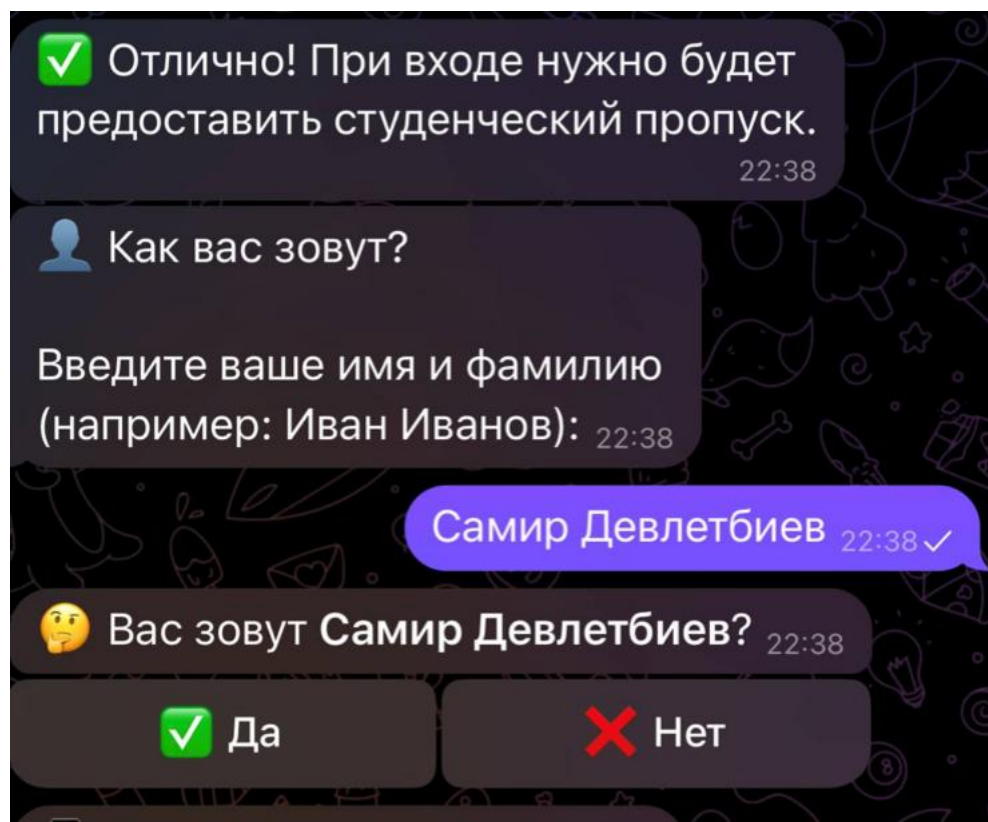 ✅ Отлично! При входе нужно будет
предоставить студенческий пропуск.
22:38
👤 Как вас зовут?
Введите ваше имя и фамилию
(например: Иван Иванов): 22:38
Самир Девлетбиев 22:38
🤔 Вас зовут Самир Девлетбиев? 22:38
✅ Да
❌ Нет